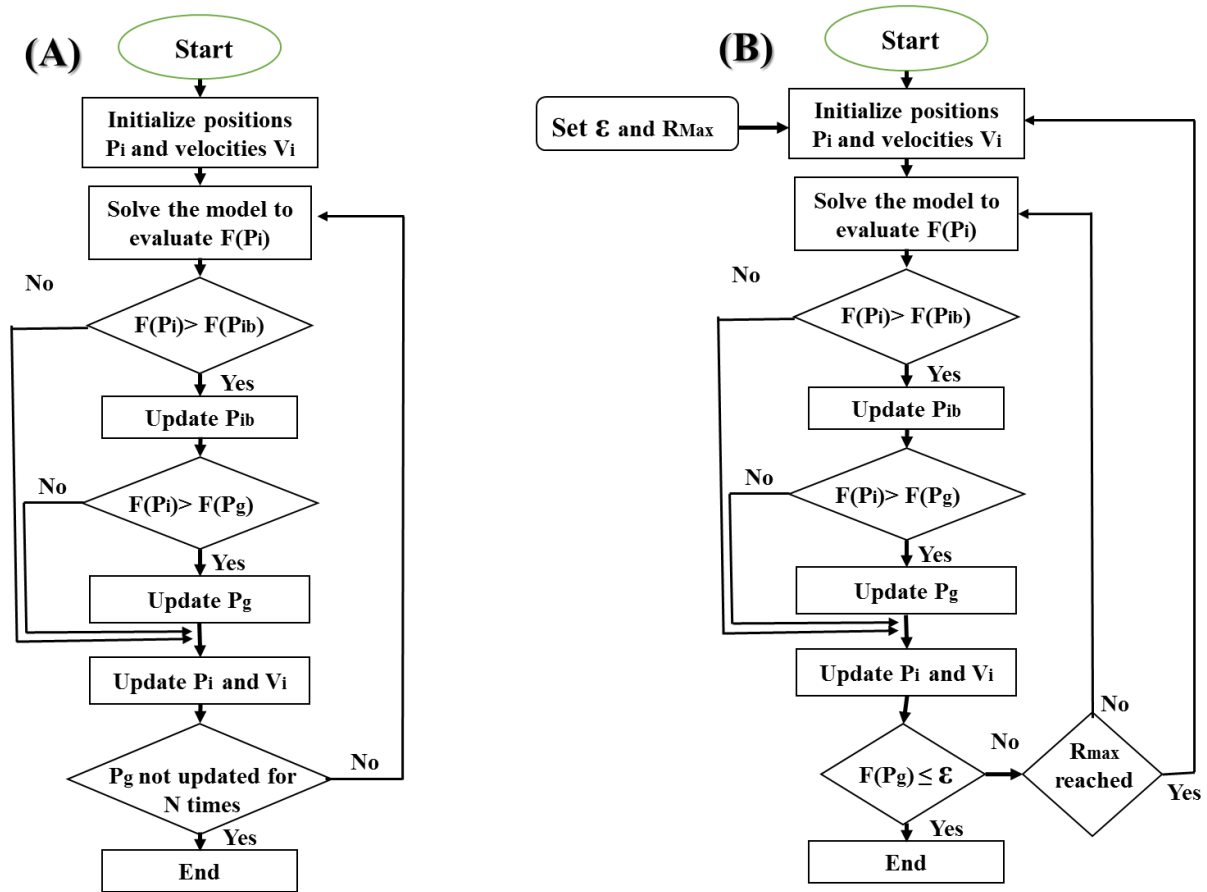 (A)
Start
Initialize positions
Pi and velocities Vi
Solve the model to
evaluate F(Pi)
No
F(Pi)> F(Pib)
Yes
Update Pib
No
F(Pi)> F(Pg)
Yes
Update Pg
Update Pi and Vi
No
Pg not updated for
N times
Yes
End
(B)
Start
Set ε and RMax
Initialize positions
Pi and velocities Vi
Solve the model to
evaluate F(Pi)
No
F(Pi)> F(Pib)
Yes
Update Pib
No
F(Pi)> F(Pg)
Yes
Update Pg
Update Pi and Vi
No
No
F(Pg) ≤ ε
Rmax
reached
Yes
Yes
End